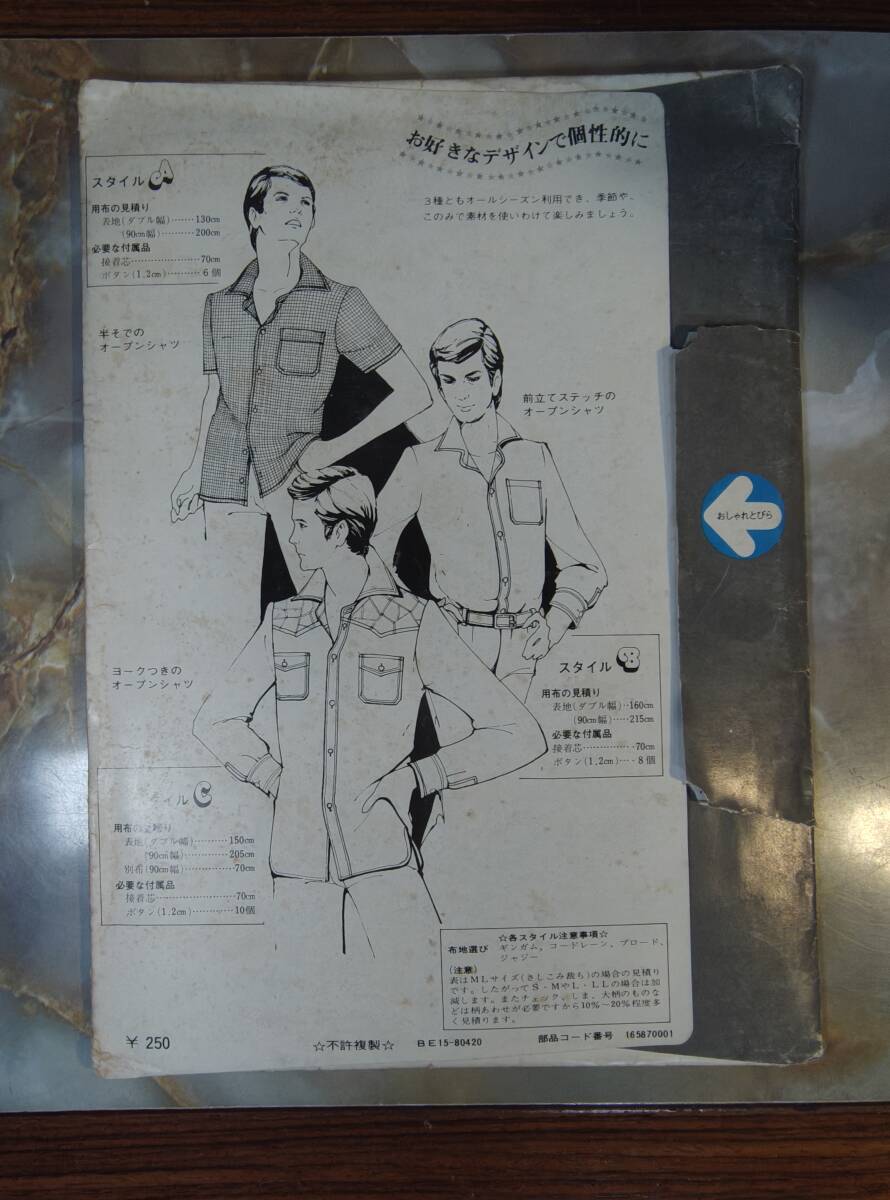 お好きなデザインで個性的に
3種ともオールシーズン利用でき、季節や、
このみで素材を使いわけて楽しみましょう。
スタイルA
用布の見積り
表地(ダブル幅)……130cm
(90cm幅)………200cm
必要な付属品
接着芯…………………70cm
ボタン(1.2cm)………6個
半そでの
オープンシャツ
前立てステッチの
オープンシャツ
おしゃれとびら
ヨークつきの
オープンシャツ
スタイルB
用布の見積り
表地(ダブル幅)‥160cm
(90cm幅)……215cm
必要な付属品
接着芯……………70cm
ボタン(1.2cm)…8個
イルC
用布の見積り
表地(ダブル幅)………150cm
(90cm幅)…………205cm
別布(90cm幅)…………70cm
必要な付属品
接着芯…………………70cm
ボタン(1.2cm)…………10個
☆各スタイル注意事項☆
布地選び ギンガム、コードレーン、ブロード、
ジャジー
(注意)
表はMLサイズ(さしこみ裁ち)の場合の見積り
です。したがってS・MやL・LLの場合は加
減します。またチェック、しま、大柄のものな
どは柄あわせが必要ですから10%〜20%程度多
く見積ります。
¥250
☆不許複製☆ BE15-80420 部品コード番号 165870001